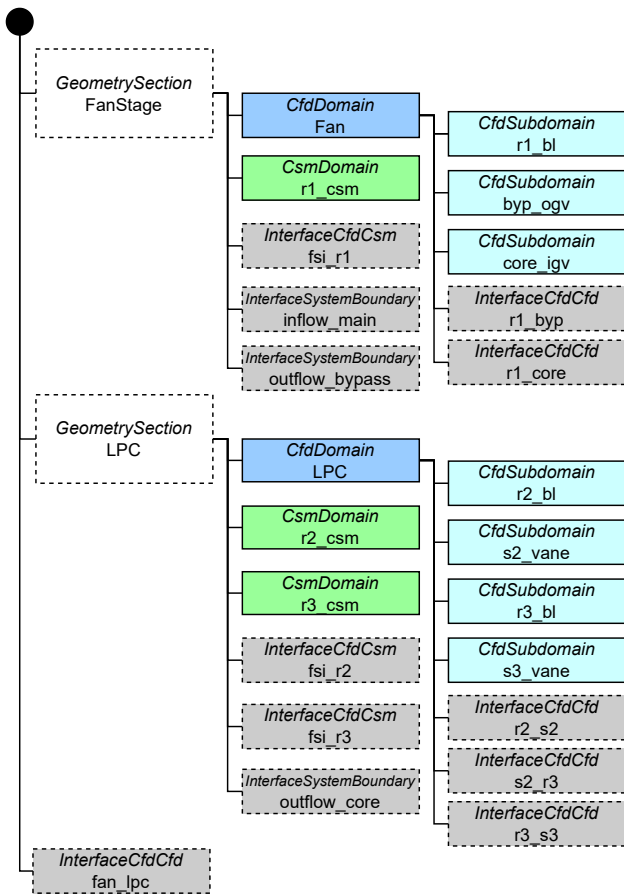 GeometrySection
FanStage
CfdDomain
Fan
CfdSubdomain
r1_bl
CsmDomain
r1_csm
CfdSubdomain
byp_ogv
InterfaceCfdCsm
fsi_r1
CfdSubdomain
core_igv
InterfaceSystemBoundary
inflow_main
InterfaceCfdCfd
r1_byp
InterfaceSystemBoundary
outflow_bypass
InterfaceCfdCfd
r1_core
GeometrySection
LPC
CfdDomain
LPC
CfdSubdomain
r2_bl
CsmDomain
r2_csm
CfdSubdomain
s2_vane
CsmDomain
r3_csm
CfdSubdomain
r3_bl
InterfaceCfdCsm
fsi_r2
CfdSubdomain
s3_vane
InterfaceCfdCsm
fsi_r3
InterfaceCfdCfd
r2_s2
InterfaceSystemBoundary
outflow_core
InterfaceCfdCfd
s2_r3
InterfaceCfdCfd
r3_s3
InterfaceCfdCfd
fan_lpc